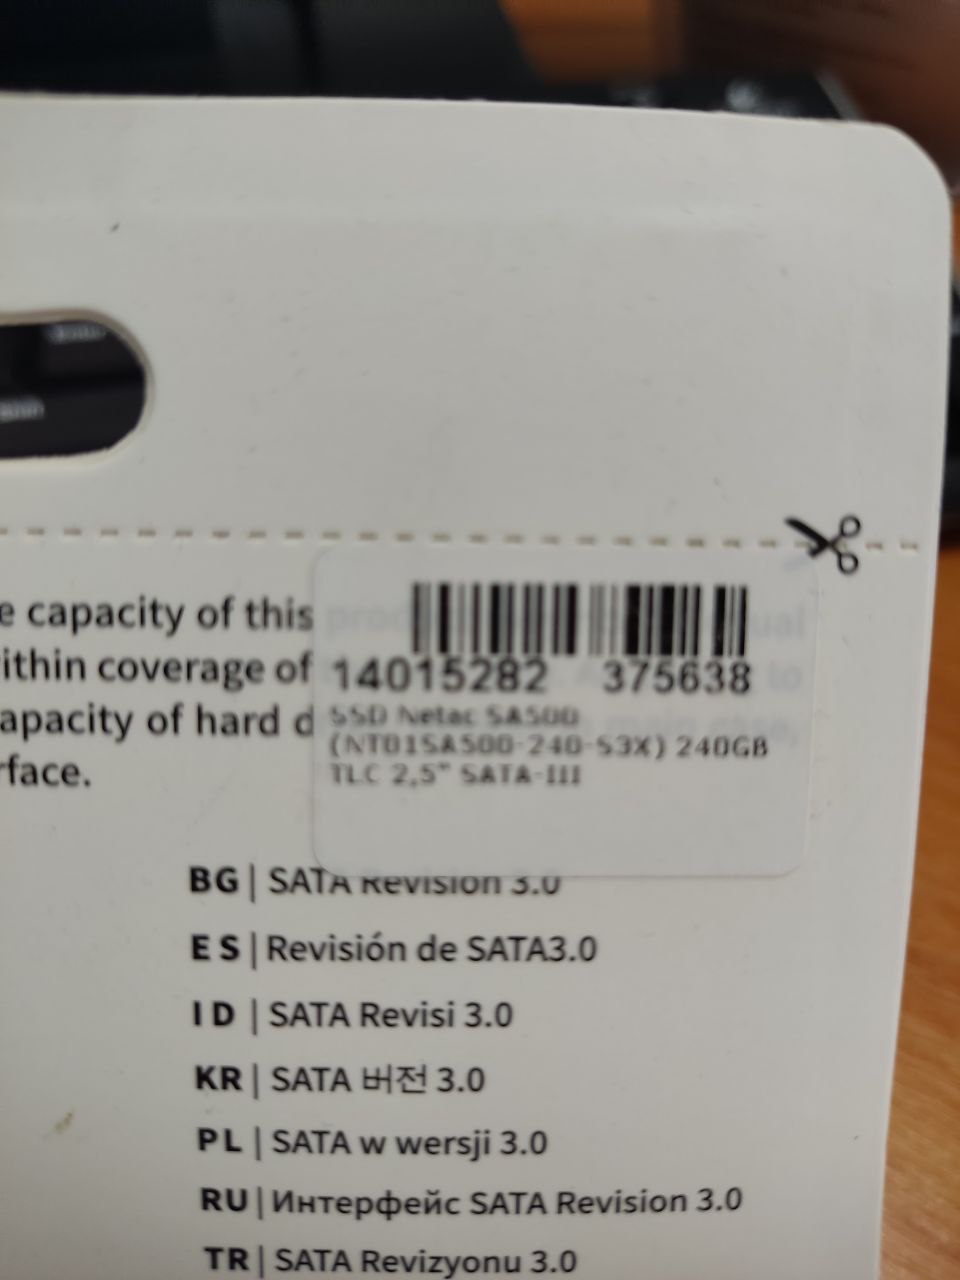 e capacity of this
ithin coverage of
apacity of hard d
rface.
14015282 375638
SSD Netac SA500
(NT01SA500-240-S3X) 240GB
TLC 2,5" SATA-III
BG | SATA Revision 3.0
ES | Revisión de SATA3.0
ID | SATA Revisi 3.0
KR | SATA 버전 3.0
PL | SATA w wersji 3.0
RU | Интерфейс SATA Revision 3.0
TR | SATA Revizyonu 3.0